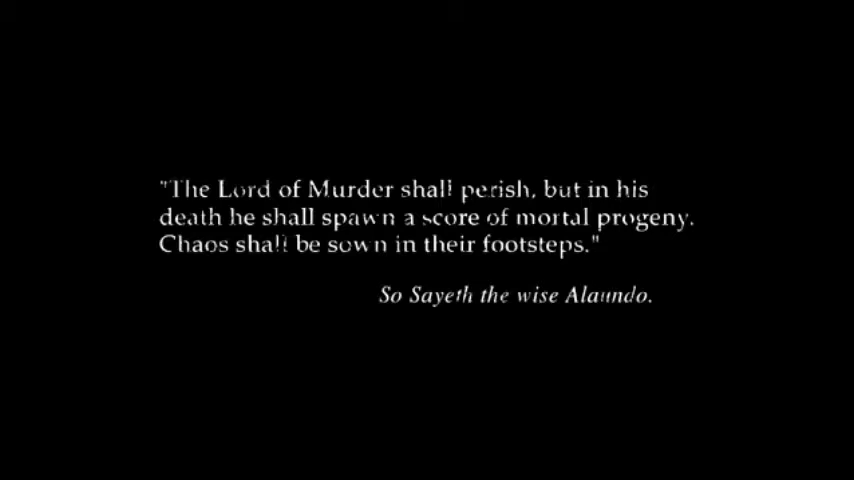 "The Lord of Murder shall perish, but in his
death he shall spawn a score of mortal progeny.
Chaos shall be sown in their footsteps."
So Sayeth the wise Alaundo.